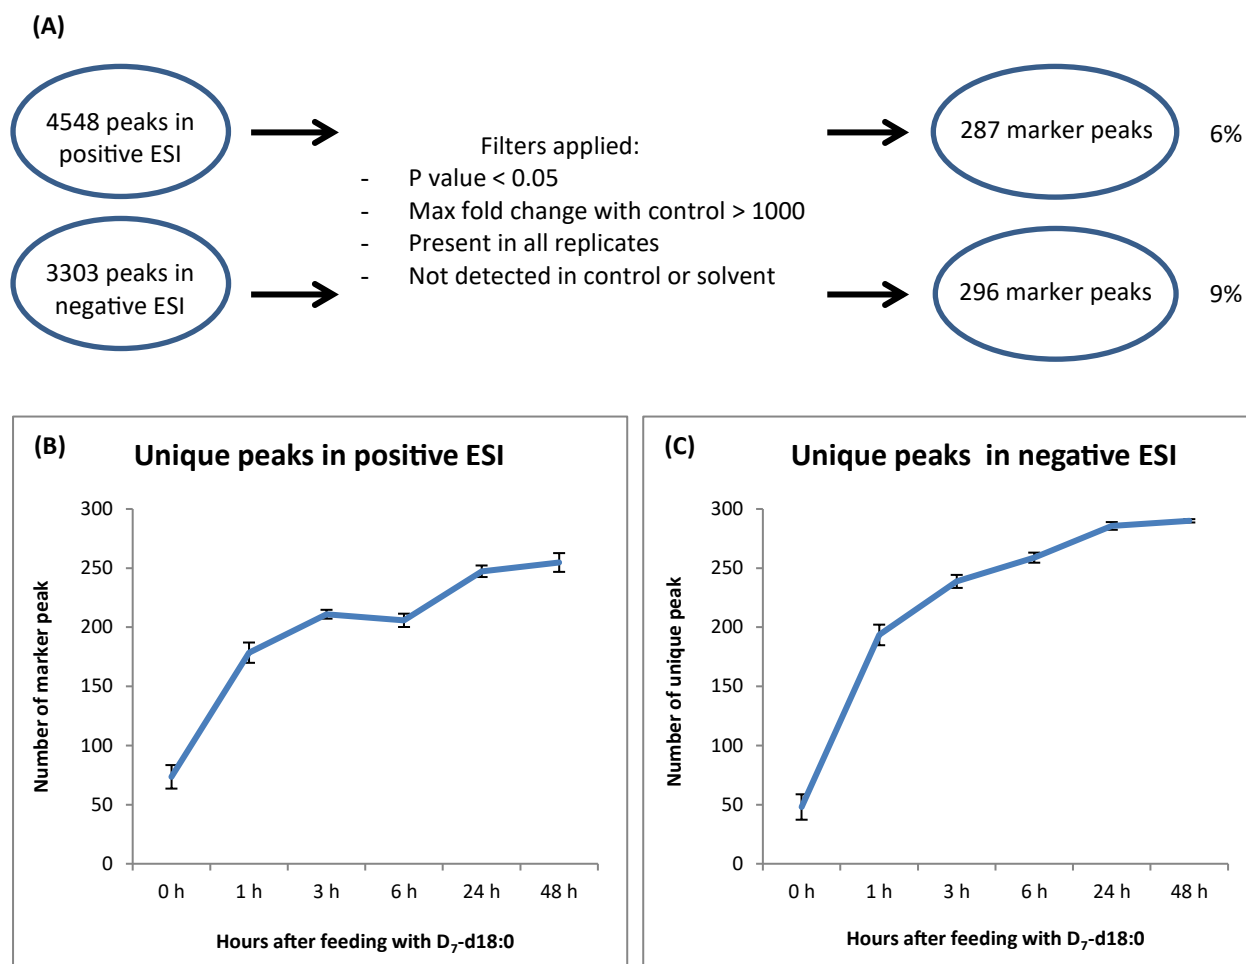 (A)
4548 peaks in
positive ESI
287 marker peaks
6%
Filters applied:
- P value < 0.05
- Max fold change with control > 1000
- Present in all replicates
- Not detected in control or solvent
3303 peaks in
negative ESI
296 marker peaks
9%
(B)
Unique peaks in positive ESI
Number of marker peak
300
250
200
150
100
50
0
0 h 1 h 3 h 6 h 24 h 48 h
Hours after feeding with D₇-d18:0
(C)
Unique peaks in negative ESI
Number of unique peak
300
250
200
150
100
50
0
0 h 1 h 3 h 6 h 24 h 48 h
Hours after feeding with D₇-d18:0